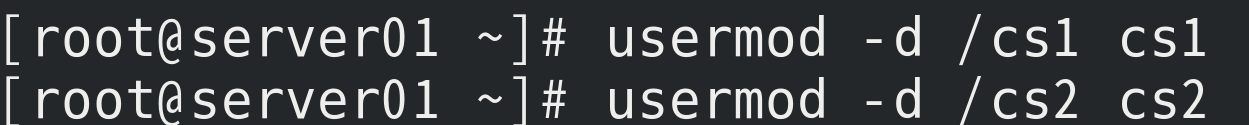 [root@server01 ~]# usermod -d /cs1 cs1
[root@server01 ~]# usermod -d /cs2 cs2